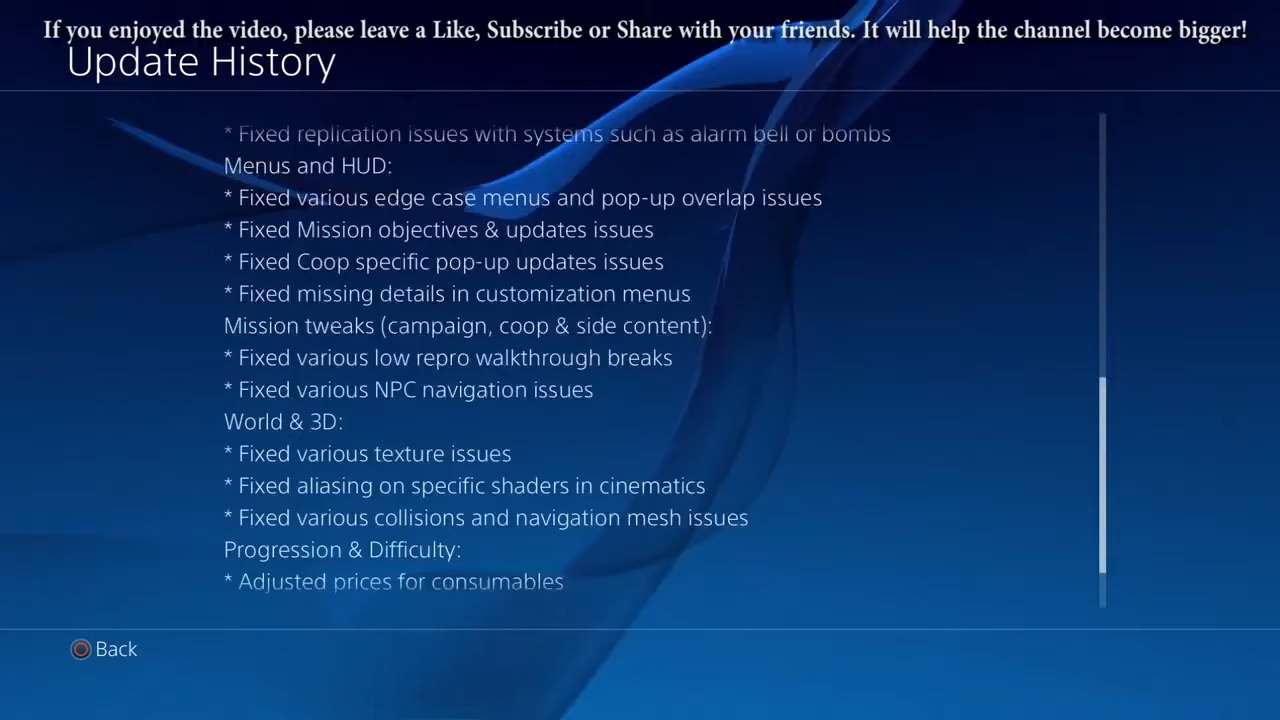 If you enjoyed the video, please leave a Like, Subscribe or Share with your friends. It will help the channel become bigger!
Update History
* Fixed replication issues with systems such as alarm bell or bombs
Menus and HUD:
* Fixed various edge case menus and pop-up overlap issues
* Fixed Mission objectives & updates issues
* Fixed Coop specific pop-up updates issues
* Fixed missing details in customization menus
Mission tweaks (campaign, coop & side content):
* Fixed various low repro walkthrough breaks
* Fixed various NPC navigation issues
World & 3D:
* Fixed various texture issues
* Fixed aliasing on specific shaders in cinematics
* Fixed various collisions and navigation mesh issues
Progression & Difficulty:
* Adjusted prices for consumables
Back